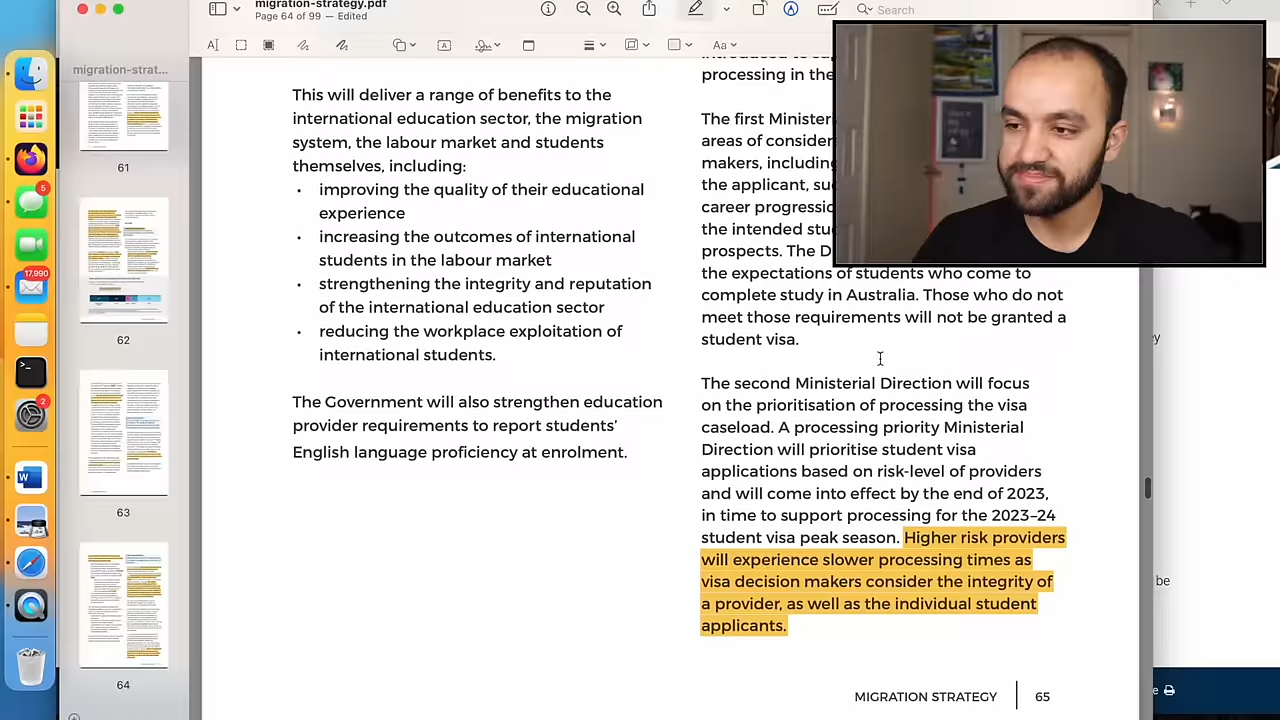 migration-strategy.pdf
Page 64 of 99 — Edited
Search
migration-strat...
61
62
63
64
5
17,990
2
This will deliver a range of benefits to the
international education sector, the migration
system, the labour market and students
themselves, including:
• improving the quality of their educational
experience
• increasing the outcomes of international
students in the labour market
• strengthening the integrity and reputation
of the international education sector
• reducing the workplace exploitation of
international students.
The Government will also strengthen education
provider requirements to report students'
English language proficiency at enrolment.
processing in the
The first Minister
areas of consider
makers, including
the applicant, su
career progressio
the intended stu
prospects. The D
the expectations of students who come to
complete study in Australia. Those who do not
meet those requirements will not be granted a
student visa.
The second Ministerial Direction will focus
on the prioritisation of processing the visa
caseload. A processing priority Ministerial
Direction will prioritise student visa
applications based on risk-level of providers
and will come into effect by the end of 2023,
in time to support processing for the 2023–24
student visa peak season. Higher risk providers
will experience slower processing times as
visa decision makers consider the integrity of
a provider, as well as the individual student
applicants.
MIGRATION STRATEGY 65
ey
be
e